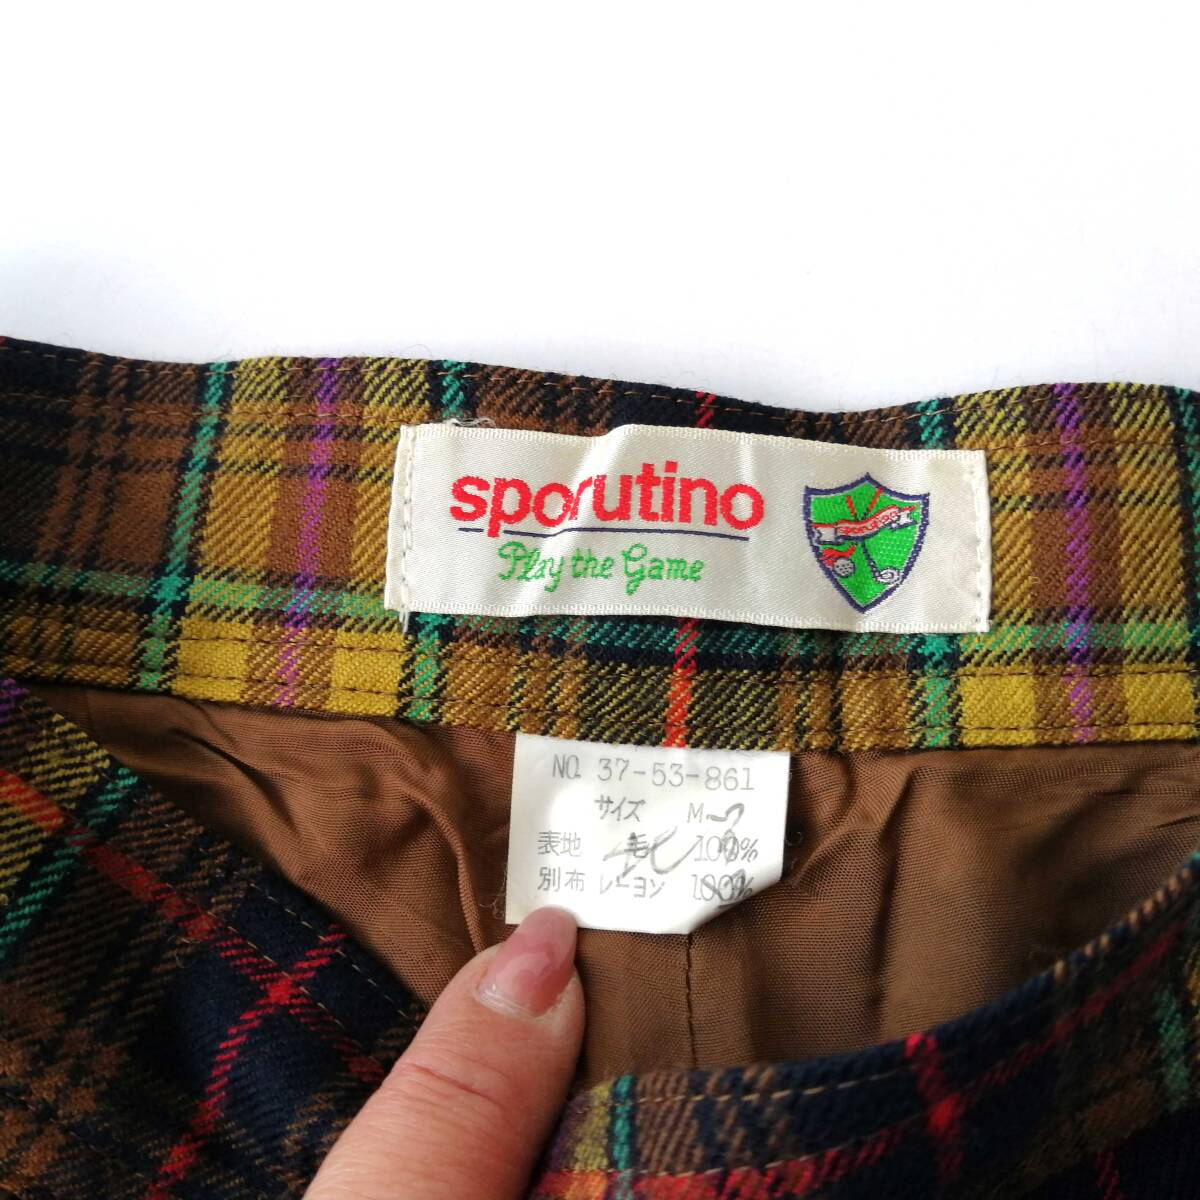 sporutino
Play the Game
NO. 37-53-861
サイズ M
表地 毛 100%
別布 レーヨン 100%